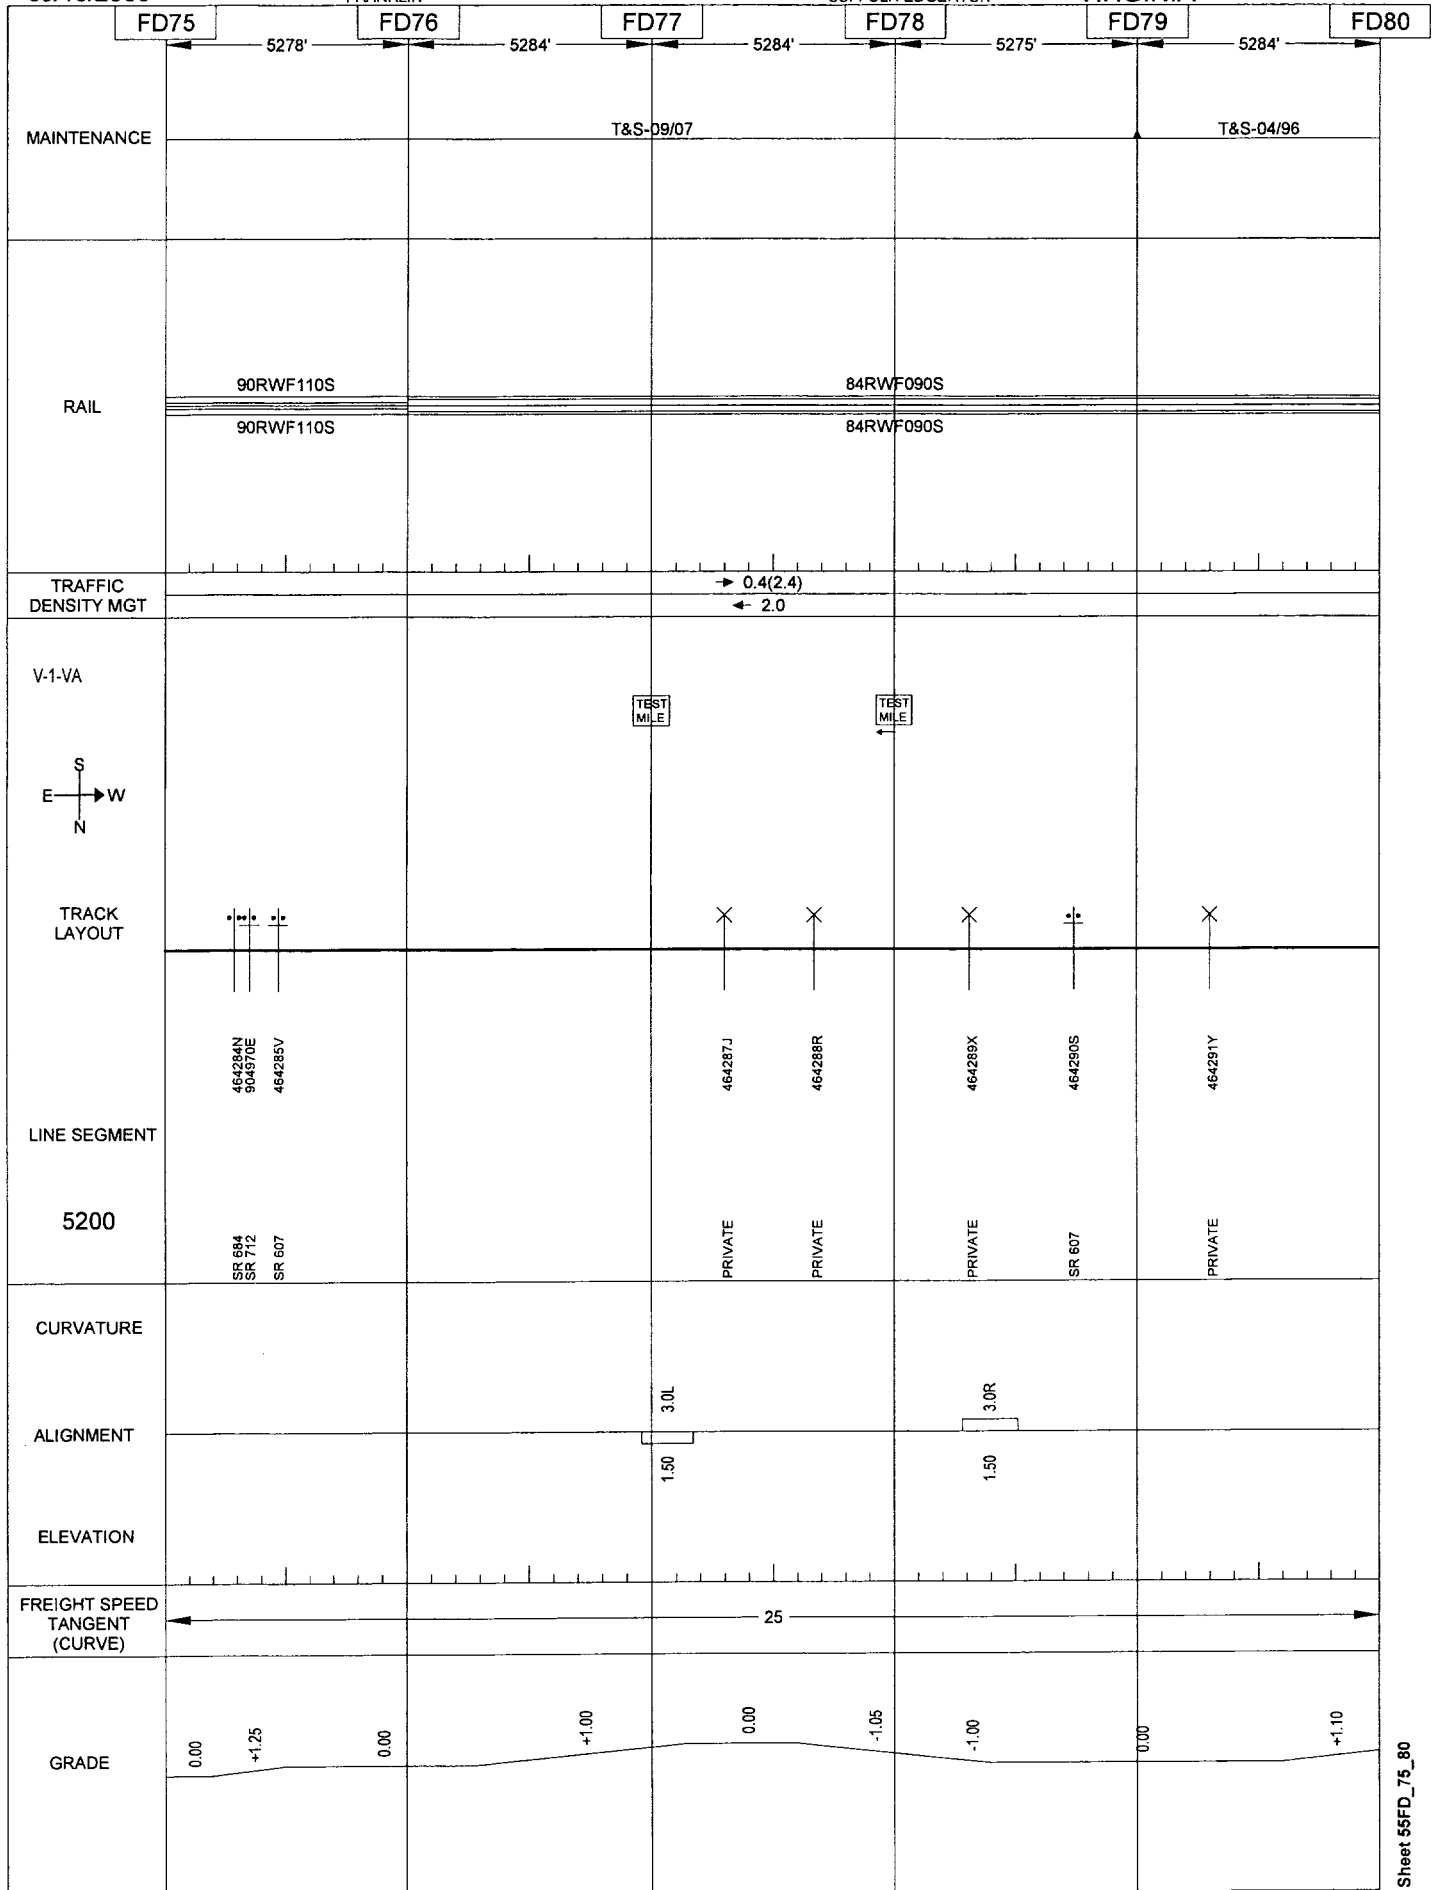 FRANKLIN
FD75 FD76 FD77 FD78 FD79 FD80
5278' 5284' 5284' 5275' 5284'
MAINTENANCE
T&S-09/07 T&S-04/96
RAIL
90RWF110S 84RWF090S
90RWF110S 84RWF090S
TRAFFIC
DENSITY MGT
0.4(2.4)
2.0
V-1-VA
TEST
MILE
TEST
MILE
S
E W
N
TRACK
LAYOUT
464284N
904970E
464285V
464287J
464288R
464289X
464290S
464291Y
LINE SEGMENT
5200
SR 684
SR 712
SR 607
PRIVATE
PRIVATE
PRIVATE
SR 607
PRIVATE
CURVATURE
3.0L
3.0R
ALIGNMENT
1.50
1.50
ELEVATION
FREIGHT SPEED
TANGENT
(CURVE)
25
GRADE
0.00
+1.25
0.00
+1.00
0.00
-1.05
-1.00
0.00
+1.10
Sheet 55FD_75_80